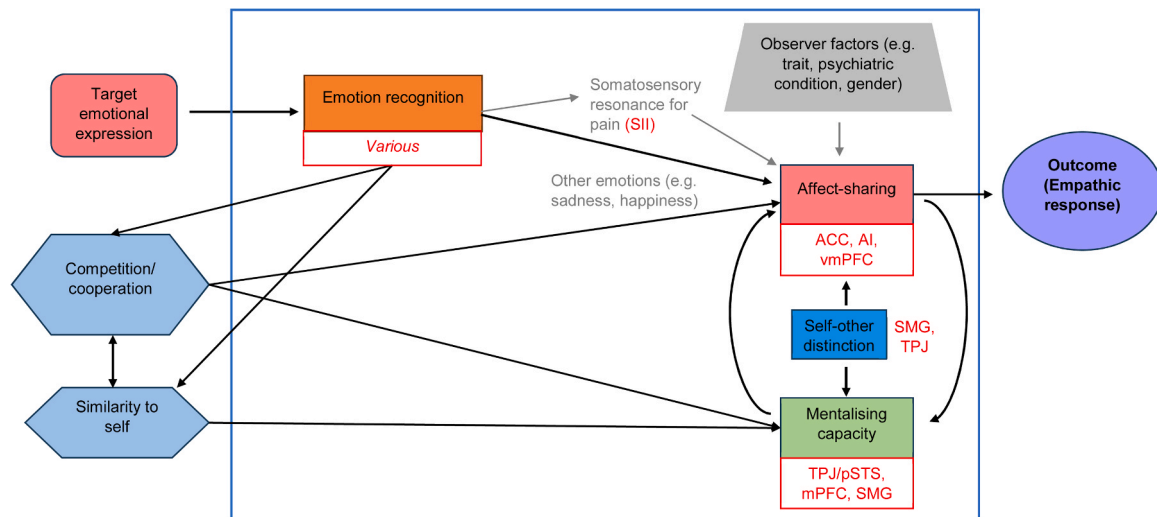 Target
emotional
expression
Emotion recognition
Various
Somatosensory
resonance for
pain (SII)
Observer factors (e.g.
trait, psychiatric
condition, gender)
Other emotions (e.g.
sadness, happiness)
Affect-sharing
ACC, AI,
vmPFC
Outcome
(Empathic
response)
Competition/
cooperation
Self-other
distinction
SMG,
TPJ
Similarity to
self
Mentalising
capacity
TPJ/pSTS,
mPFC, SMG